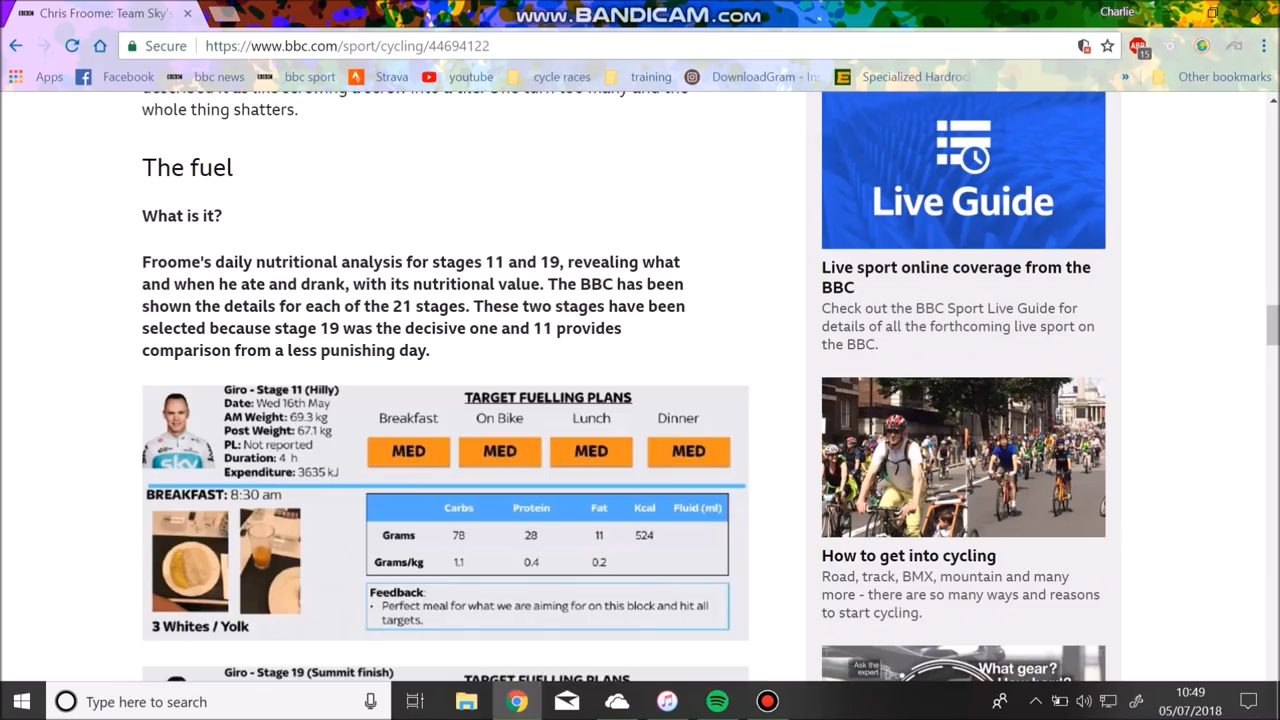 Chris Froome: Team Sky's
www.BANDICAM.com
Charlie
Secure
https://www.bbc.com/sport/cycling/44694122
15
Apps
Facebook
bbc news
bbc sport
Strava
youtube
cycle races
training
DownloadGram - In
Specialized Hardroc
»
Other bookmarks
whole thing shatters.
The fuel
What is it?
Froome's daily nutritional analysis for stages 11 and 19, revealing what
and when he ate and drank, with its nutritional value. The BBC has been
shown the details for each of the 21 stages. These two stages have been
selected because stage 19 was the decisive one and 11 provides
comparison from a less punishing day.
Giro - Stage 11 (Hilly)
Date: Wed 16th May
AM Weight: 69.3 kg
Post Weight: 67.1 kg
PL: Not reported
Duration: 4 h
Expenditure: 3635 kJ
sky
TARGET FUELLING PLANS
Breakfast On Bike Lunch Dinner
MED MED MED MED
BREAKFAST: 8:30 am
Carbs Protein Fat Kcal Fluid (ml)
Grams 78 28 11 524
Grams/kg 1.1 0.4 0.2
Feedback:
• Perfect meal for what we are aiming for on this block and hit all
targets.
3 Whites / Yolk
Giro - Stage 19 (Summit finish)
TARGET FUELLING PLANS
Live Guide
Live sport online coverage from the
BBC
Check out the BBC Sport Live Guide for
details of all the forthcoming live sport on
the BBC.
How to get into cycling
Road, track, BMX, mountain and many
more - there are so many ways and reasons
to start cycling.
Ask the
expert
What gear?
Type here to search
10:49
05/07/2018